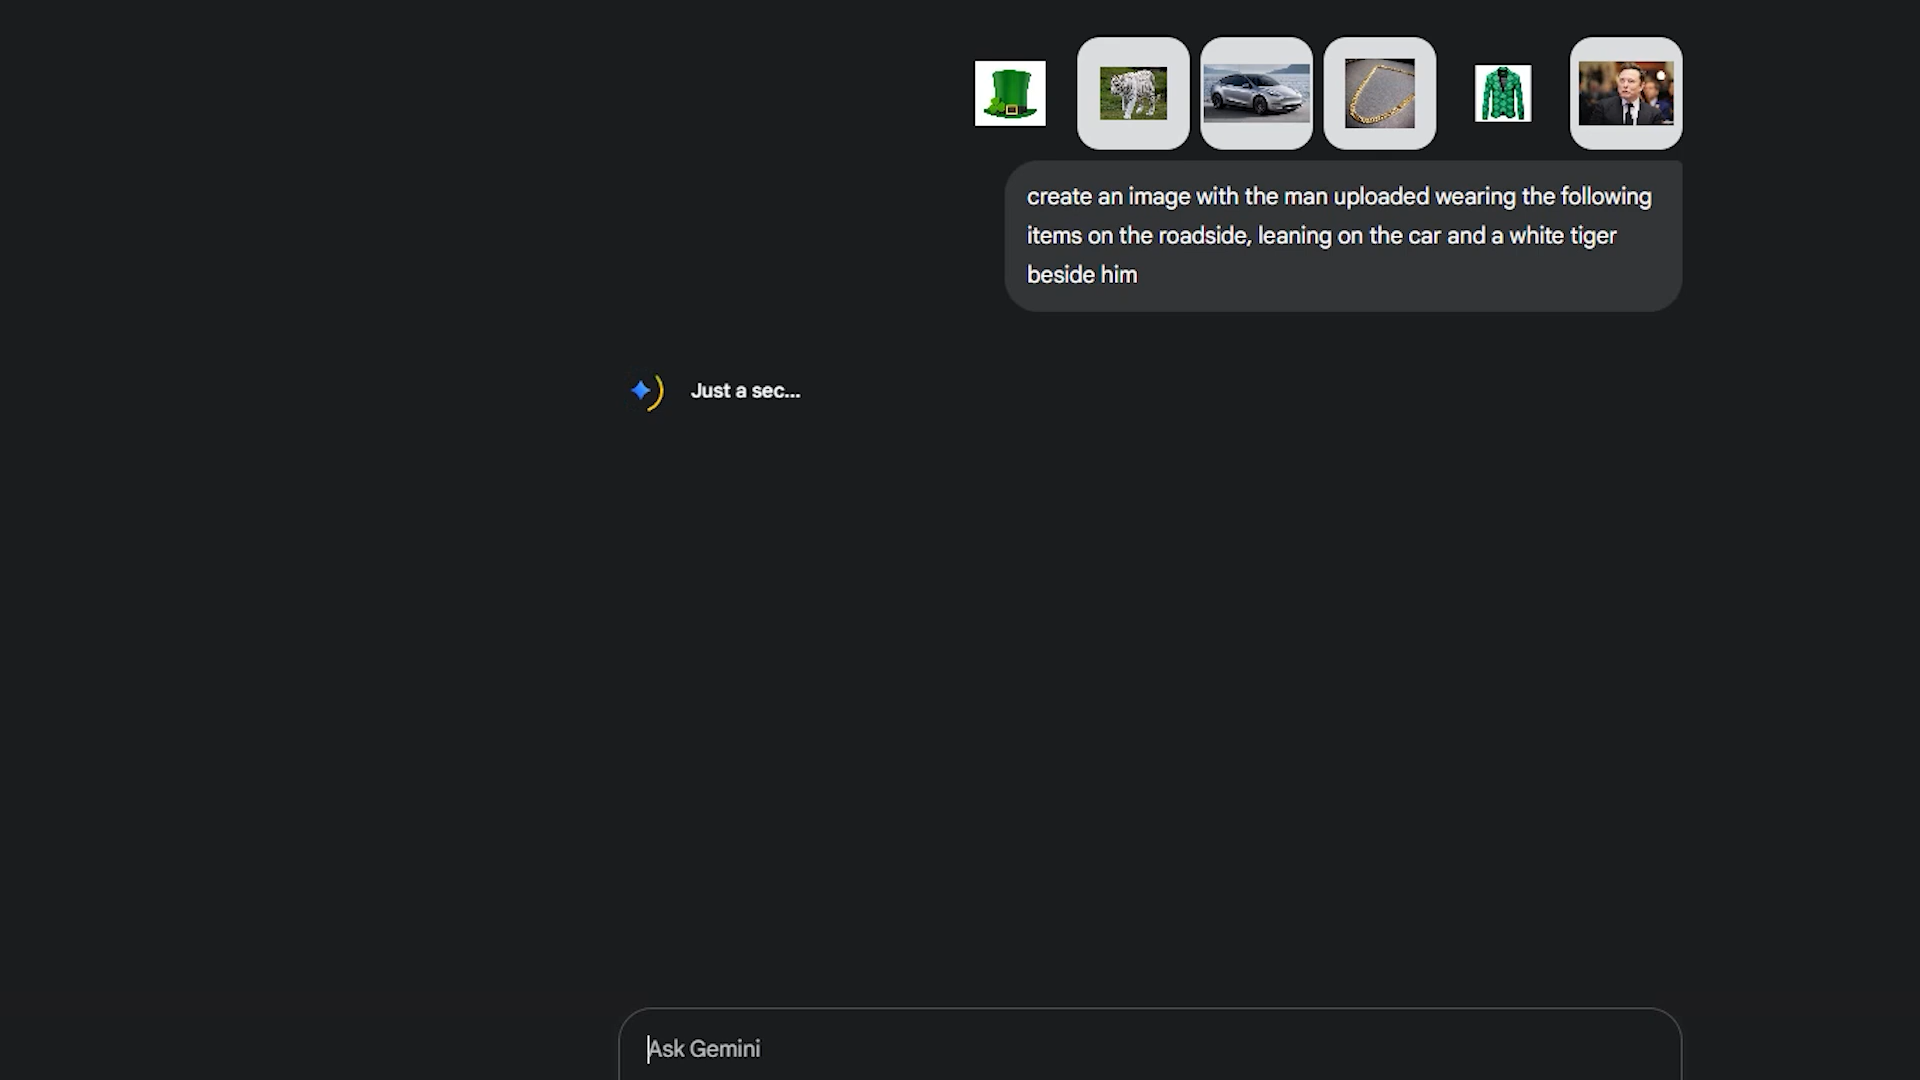 create an image with the man uploaded wearing the following
items on the roadside, leaning on the car and a white tiger
beside him
Just a sec...
Ask Gemini